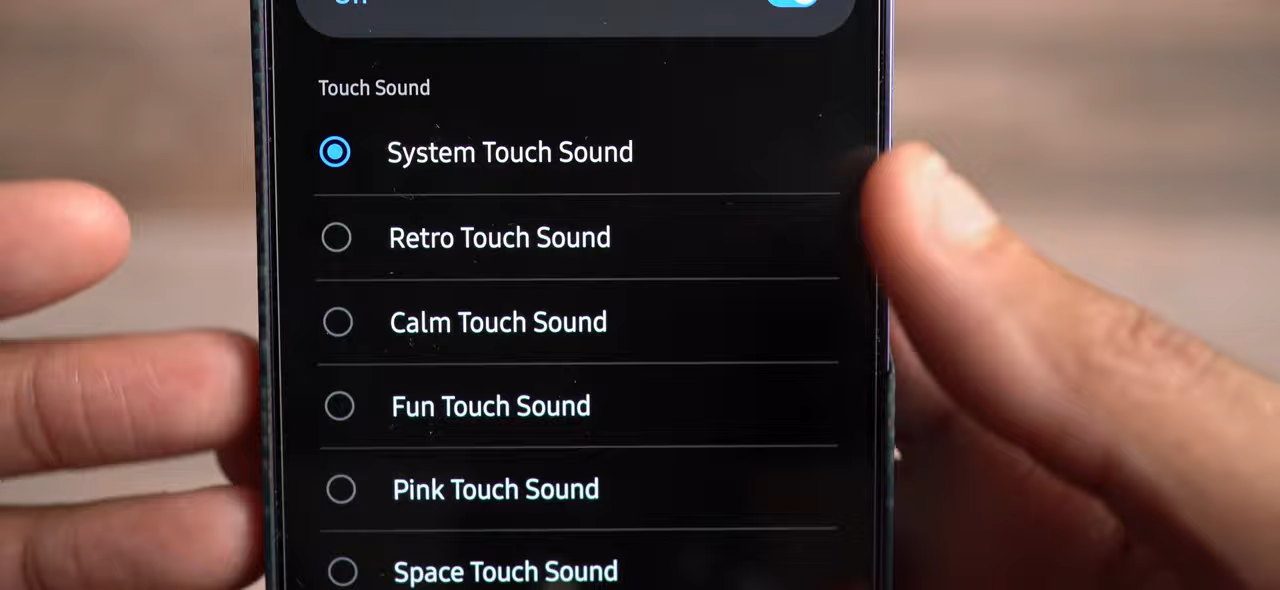 On
Touch Sound
System Touch Sound
Retro Touch Sound
Calm Touch Sound
Fun Touch Sound
Pink Touch Sound
Space Touch Sound